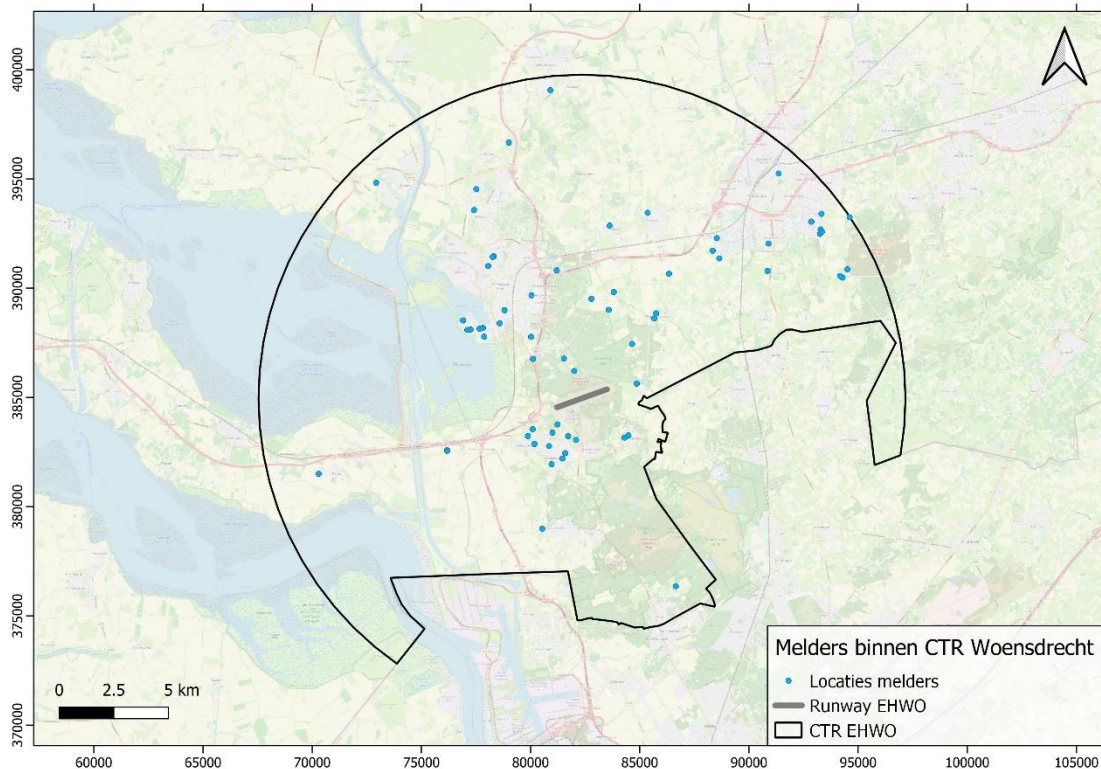 400000
395000
390000
385000
380000
375000
370000
0 2.5 5 km
Melders binnen CTR Woensdrecht
Locaties melders
Runway EHWO
CTR EHWO
60000 65000 70000 75000 80000 85000 90000 95000 100000 105000